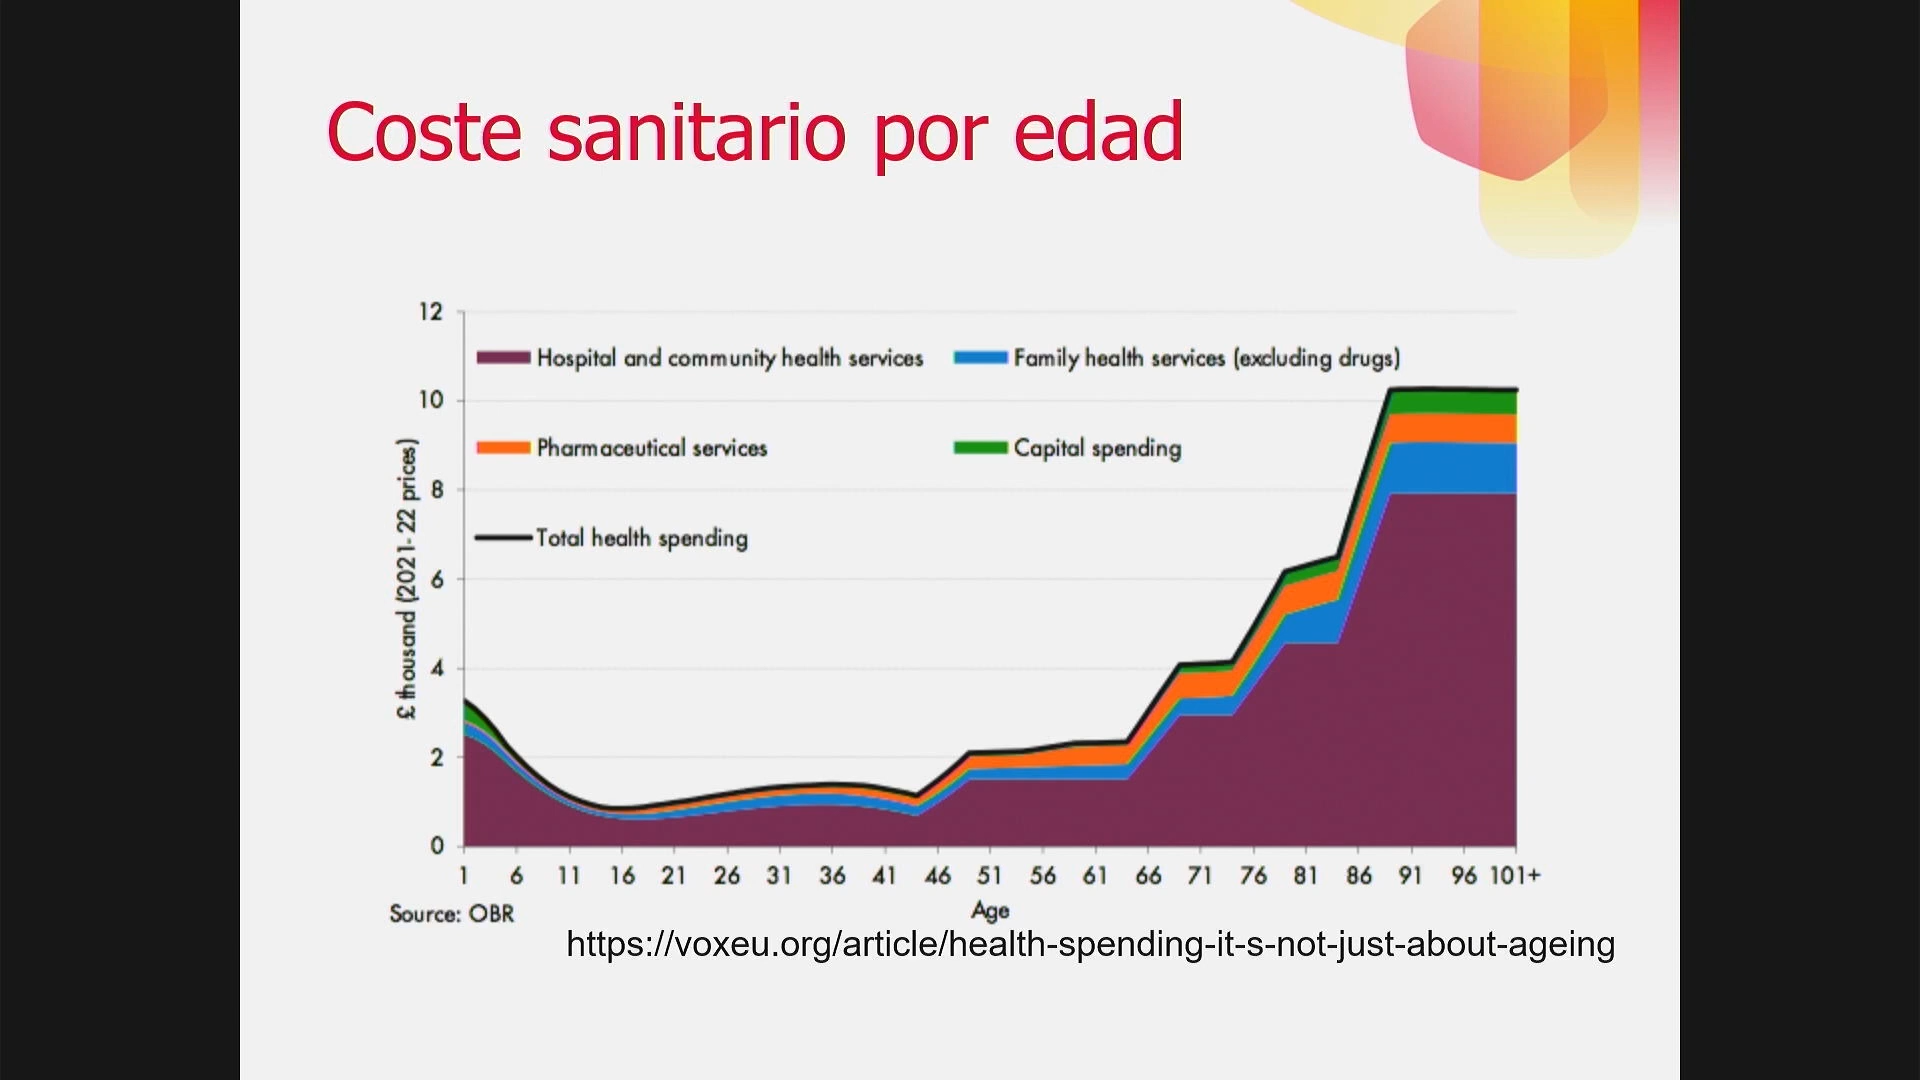 Coste sanitario por edad
12
Hospital and community health services
Family health services (excluding drugs)
10
Pharmaceutical services
Capital spending
8
Total health spending
6
4
2
0
£ thousand (2021-22 prices)
1 6 11 16 21 26 31 36 41 46 51 56 61 66 71 76 81 86 91 96 101+
Source: OBR
Age
https://voxeu.org/article/health-spending-it-s-not-just-about-ageing